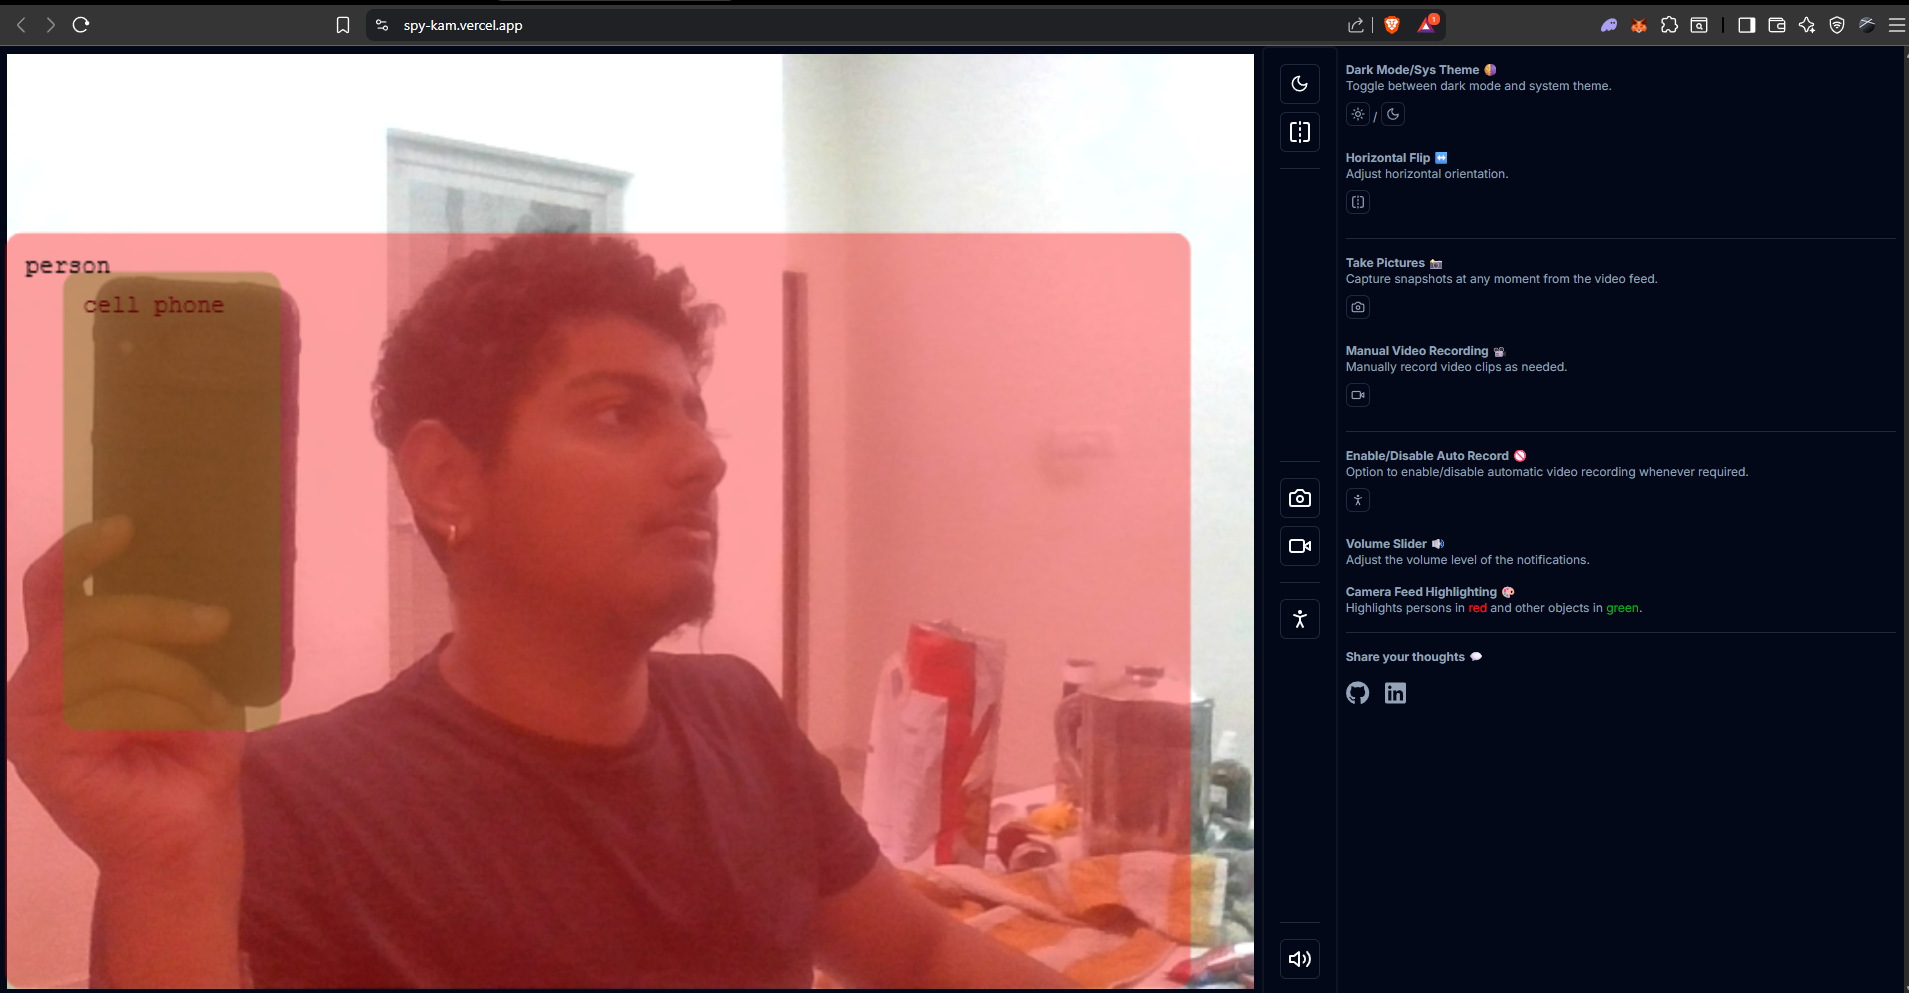 spy-kam.vercel.app
1
person
cell phone
Dark Mode/Sys Theme
Toggle between dark mode and system theme.
/
Horizontal Flip
Adjust horizontal orientation.
Take Pictures
Capture snapshots at any moment from the video feed.
Manual Video Recording
Manually record video clips as needed.
Enable/Disable Auto Record
Option to enable/disable automatic video recording whenever required.
Volume Slider
Adjust the volume level of the notifications.
Camera Feed Highlighting
Highlights persons in red and other objects in green.
Share your thoughts
in